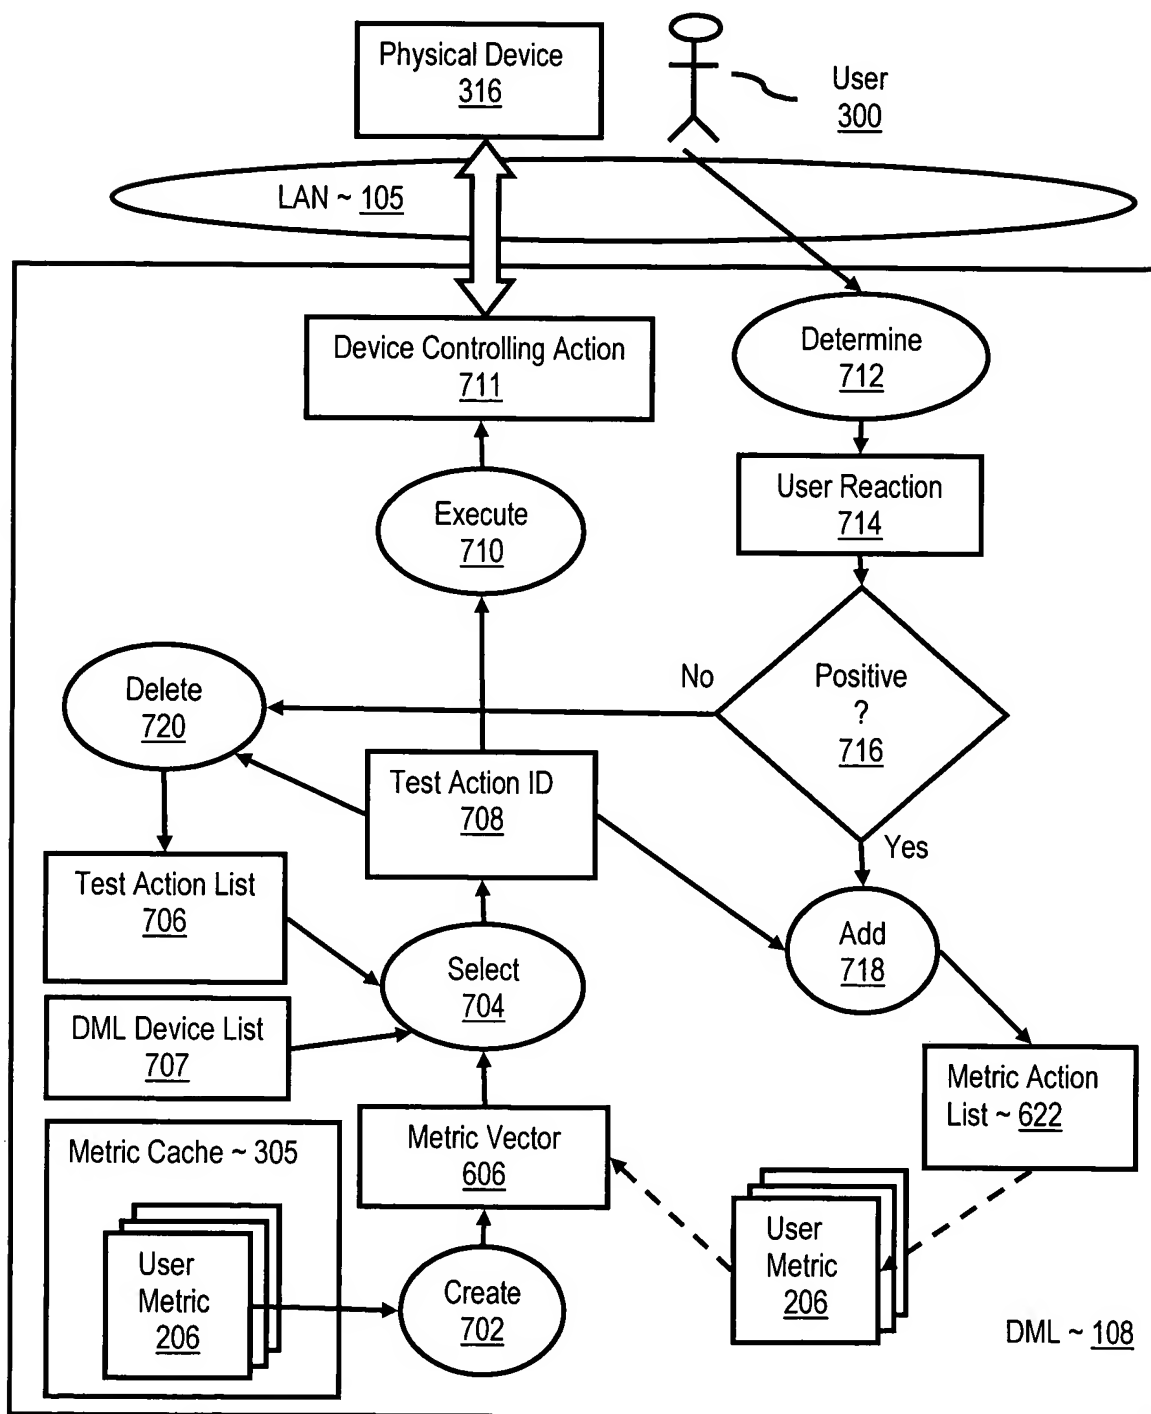 Physical Device
316
User
300
LAN ~ 105
Device Controlling Action
711
Determine
712
User Reaction
714
Execute
710
Delete
720
No
Positive
?
716
Test Action ID
708
Yes
Test Action List
706
Add
718
Select
704
DML Device List
707
Metric Action
List ~ 622
Metric Vector
606
Metric Cache ~ 305
User
Metric
206
User
Metric
206
Create
702
DML ~ 108